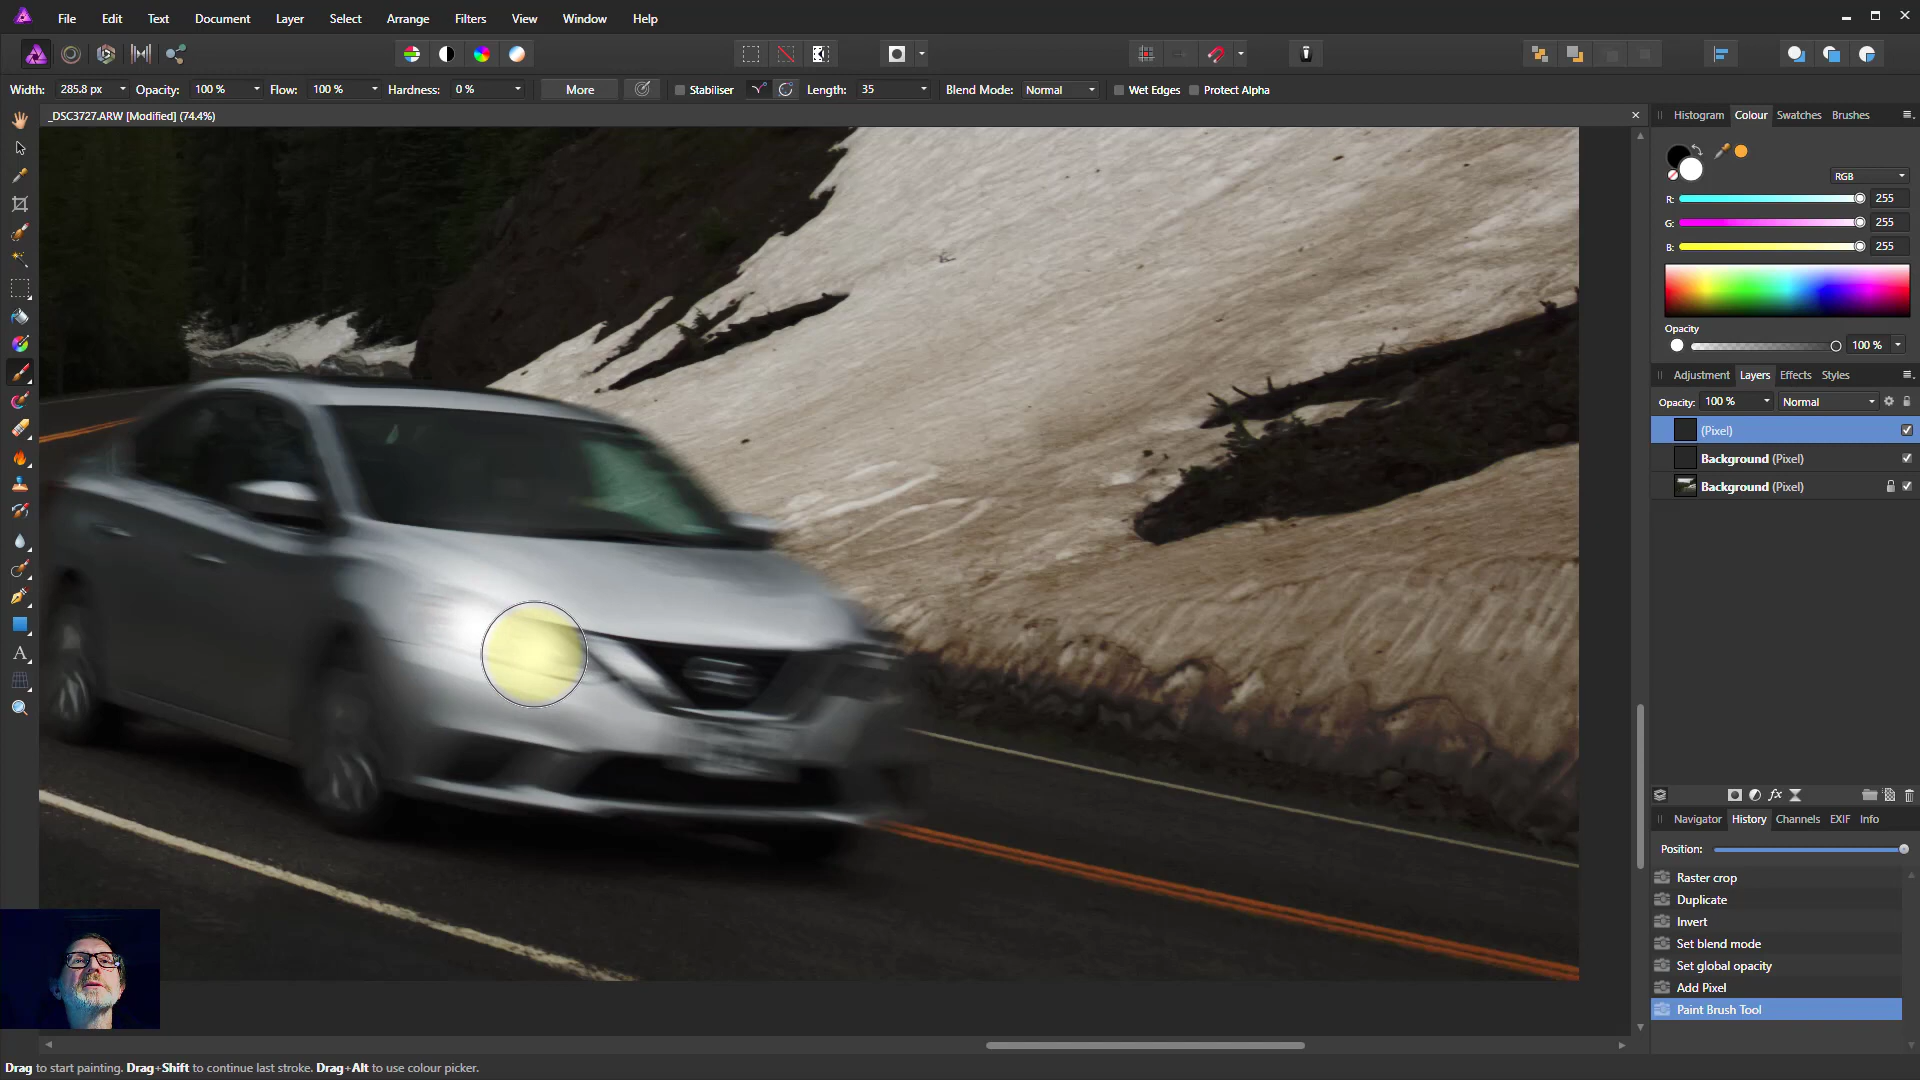 File Edit Text Document Layer Select Arrange Filters View Window Help
Width: 285.8 px Opacity: 100 % Flow: 100 % Hardness: 0 % More Stabiliser Length: 35 Blend Mode: Normal Wet Edges Protect Alpha
_DSC3727.ARW [Modified] (74.4%)
Histogram Colour Swatches Brushes
RGB
R: 255
G: 255
B: 255
Opacity
100 %
Adjustment Layers Effects Styles
Opacity: 100 % Normal
(Pixel)
Background (Pixel)
Background (Pixel)
fx
Navigator History Channels EXIF Info
Position:
Raster crop
Duplicate
Invert
Set blend mode
Set global opacity
Add Pixel
Paint Brush Tool
Drag to start painting. Drag+Shift to continue last stroke. Drag+Alt to use colour picker.